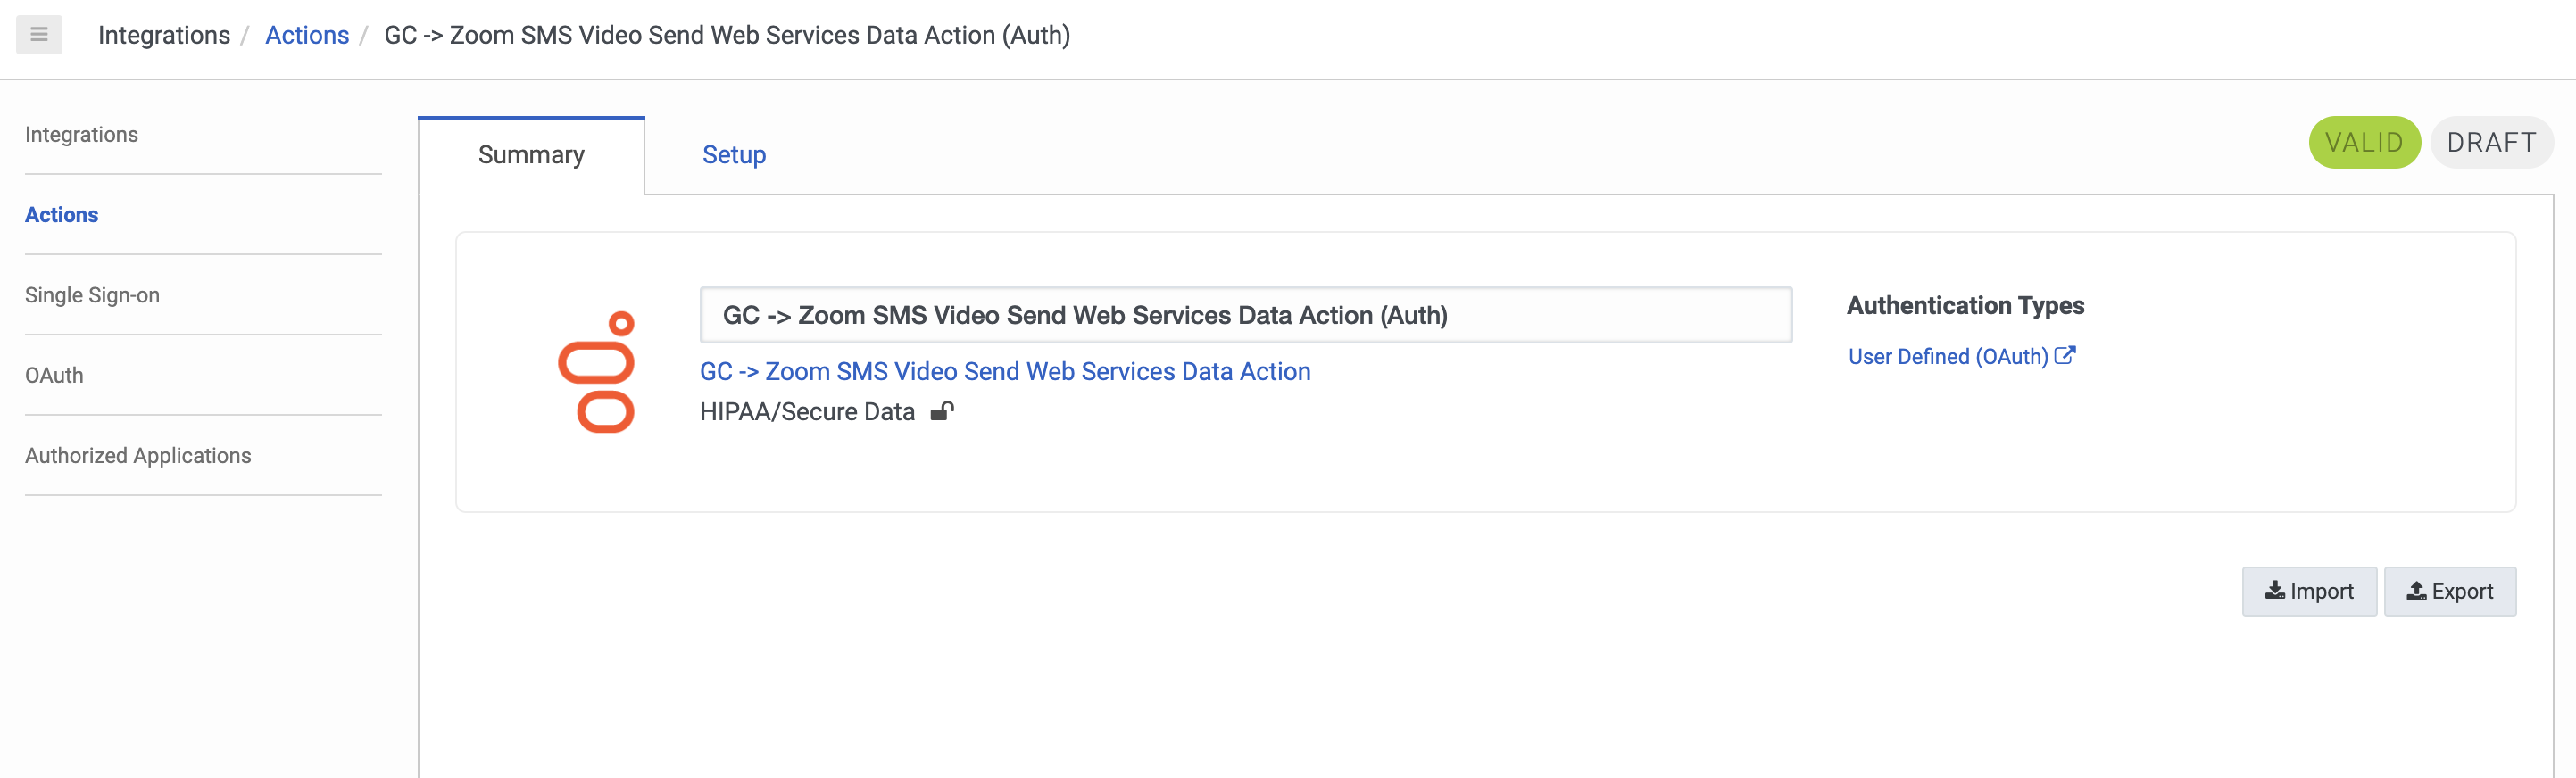 Integrations / Actions / GC -> Zoom SMS Video Send Web Services Data Action (Auth)
Integrations
Actions
Single Sign-on
OAuth
Authorized Applications
Summary
Setup
VALID
DRAFT
GC -> Zoom SMS Video Send Web Services Data Action (Auth)
GC -> Zoom SMS Video Send Web Services Data Action
HIPAA/Secure Data
Authentication Types
User Defined (OAuth)
Import
Export